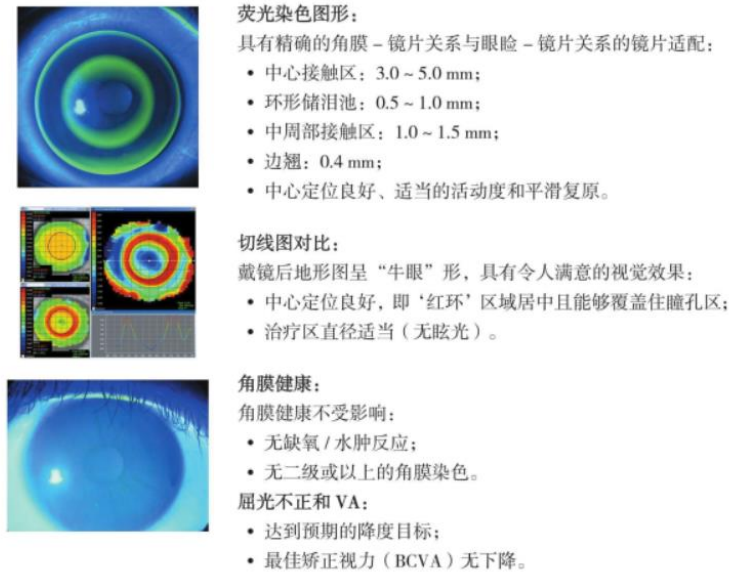 荧光染色图形：
具有精确的角膜 – 镜片关系与眼睑 – 镜片关系的镜片适配：
• 中心接触区：3.0 ~ 5.0 mm；
• 环形储泪池：0.5 ~ 1.0 mm；
• 中周部接触区：1.0 ~ 1.5 mm；
• 边翘：0.4 mm；
• 中心定位良好、适当的活动度和平滑复原。
切线图对比：
戴镜后地形图呈“牛眼”形，具有令人满意的视觉效果：
• 中心定位良好，即‘红环’区域居中且能够覆盖住瞳孔区；
• 治疗区直径适当（无眩光）。
角膜健康：
角膜健康不受影响：
• 无缺氧 / 水肿反应；
• 无二级或以上的角膜染色。
屈光不正和 VA：
• 达到预期的降度目标；
• 最佳矫正视力（BCVA）无下降。